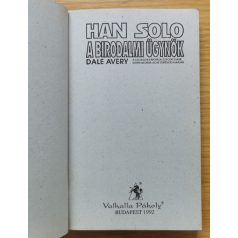 HAN SOLO
A BIRODALMI ÜGYNÖK
DALE AVERY
Valhalla Páholy
BUDAPEST 1992